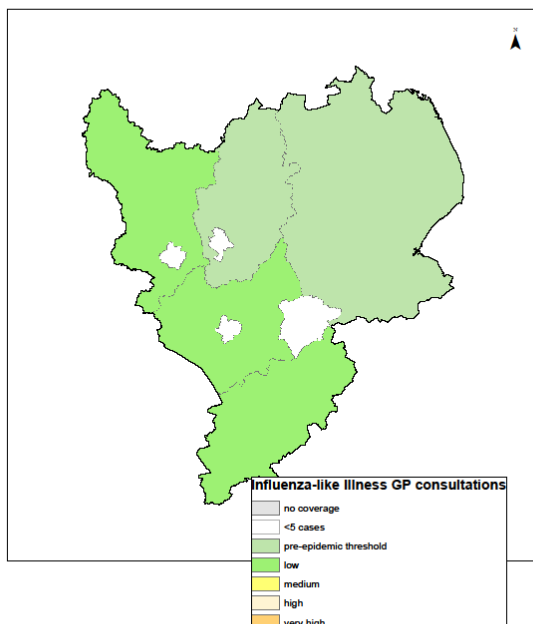 Influenza-like Illness GP consultations
no coverage
<5 cases
pre-epidemic threshold
low
medium
high
very high